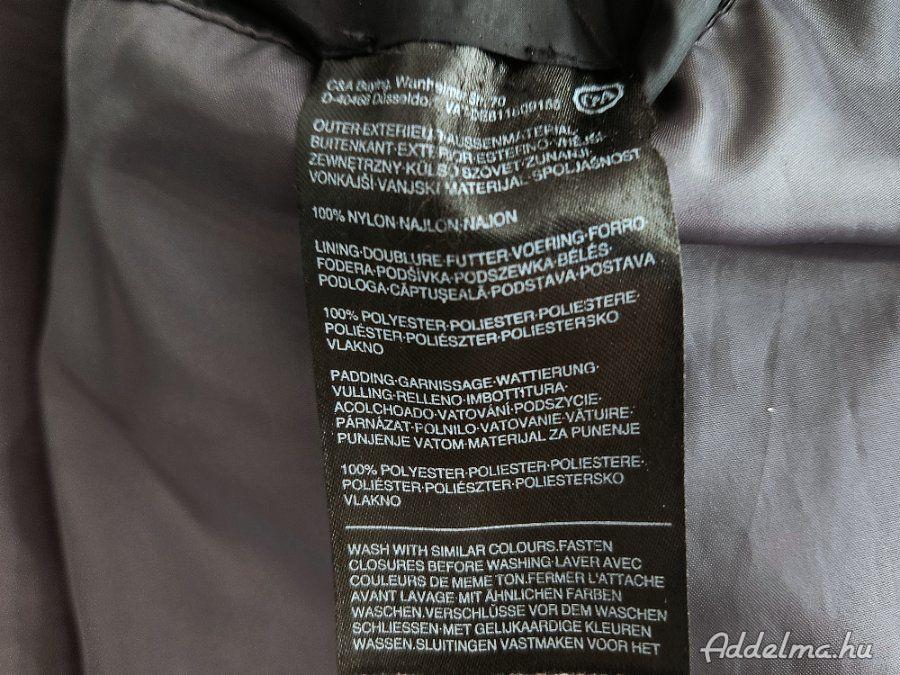 C&A Buying, Wanheimer Str. 70
D-40468 Düsseldorf
EPA
OUTER·EXTERIEUR·AUSSENMATERIAL·
BUITENKANT·EXTERIOR·ESTERNO·VNĚJŠÍ·
ZEWNĘTRZNY·KÜLSŐ SZÖVET·ZUNANJI·
VONKAJŠÍ·VANJSKI MATERIJAL·SPOLJAŠNOST
100% NYLON·NAJLON·NAJON
LINING·DOUBLURE·FUTTER·VOERING·FORRO
FODERA·PODŠÍVKA·PODSZEWKA·BÉLÉS·
PODLOGA·CĂPTUŞEALĂ·PODSTAVA·POSTAVA
100% POLYESTER·POLIESTER·POLIESTERE·
POLIÉSTER·POLIÉSZTER·POLIESTERSKO
VLAKNO
PADDING·GARNISSAGE·WATTIERUNG·
VULLING·RELLENO·IMBOTTITURA·
ACOLCHOADO·VATOVÁNÍ·PODSZYCIE·
PÁRNÁZAT·POLNILO·VATOVANIE·VĂTUIRE·
PUNJENJE VATOM·MATERIJAL ZA PUNENJE
100% POLYESTER·POLIESTER·POLIESTERE·
POLIÉSTER·POLIÉSZTER·POLIESTERSKO
VLAKNO
WASH WITH SIMILAR COLOURS.FASTEN
CLOSURES BEFORE WASHING·LAVER AVEC
COULEURS DE MEME TON.FERMER L'ATTACHE
AVANT LAVAGE·MIT ÄHNLICHEN FARBEN
WASCHEN.VERSCHLÜSSE VOR DEM WASCHEN
SCHLIESSEN·MET GELIJKAARDIGE KLEUREN
WASSEN.SLUITINGEN VASTMAKEN VOOR HET
Addelma.hu